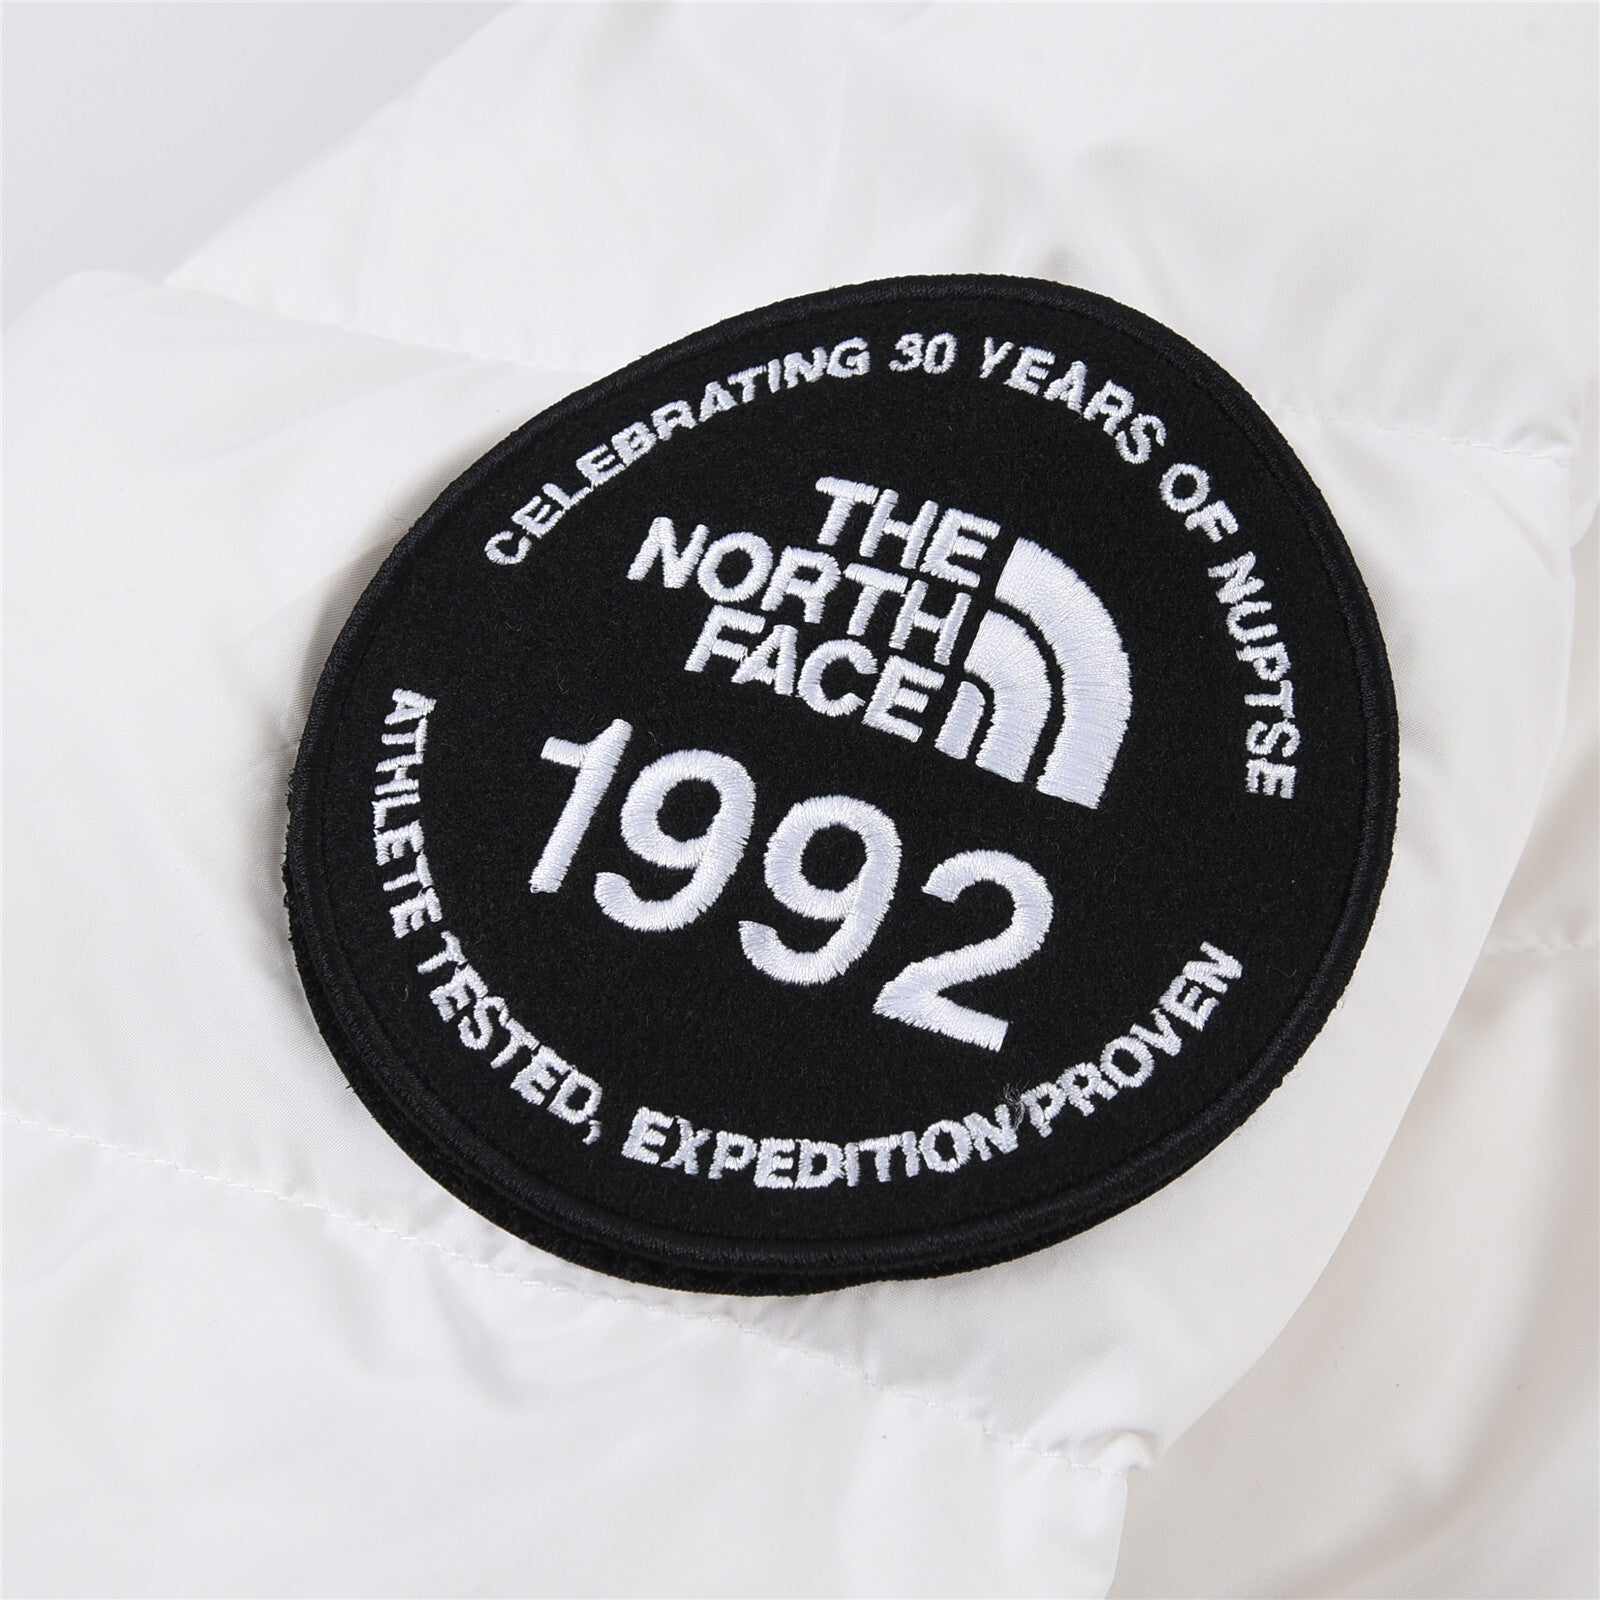 CELEBRATING 30 YEARS OF NUPTSE
THE
NORTH
FACE
1992
ATHLETE TESTED, EXPEDITION PROVEN